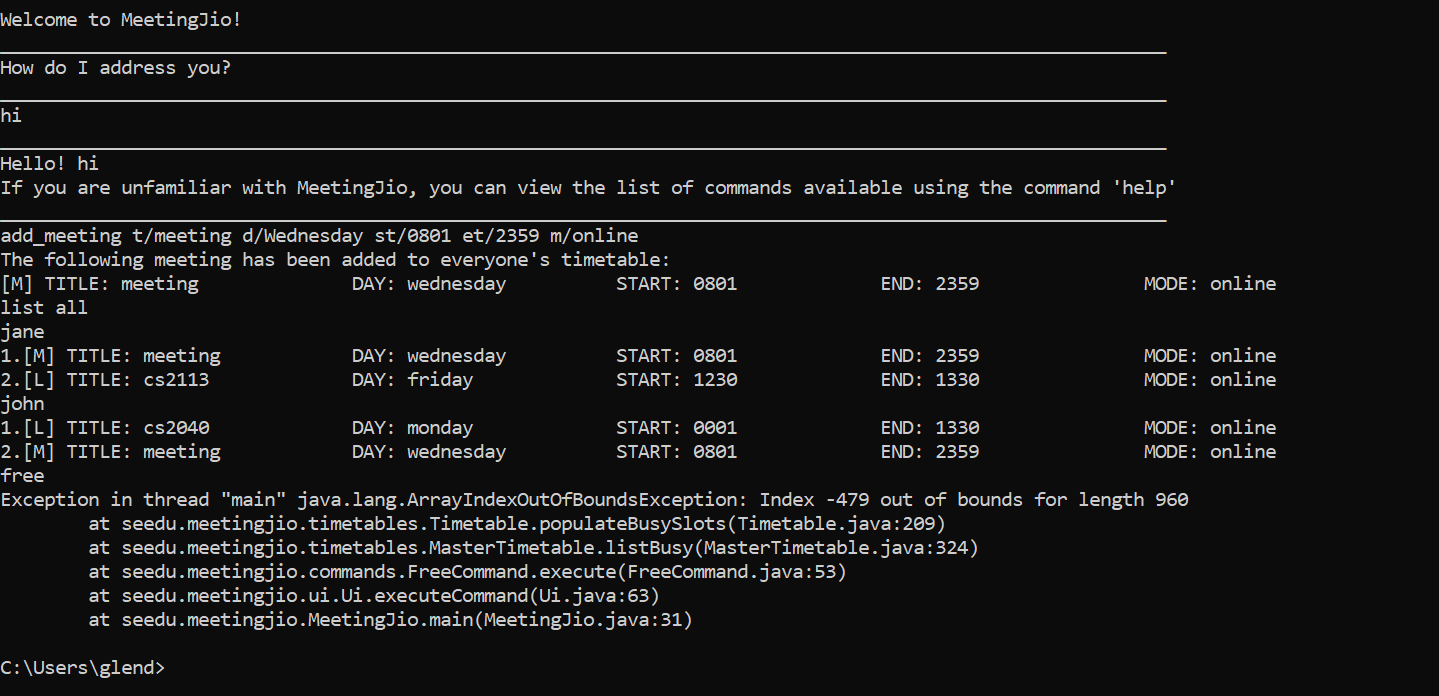 Welcome to MeetingJio!
How do I address you?
hi
Hello! hi
If you are unfamiliar with MeetingJio, you can view the list of commands available using the command 'help'
add_meeting t/meeting d/Wednesday st/0801 et/2359 m/online
The following meeting has been added to everyone's timetable:
[M] TITLE: meeting DAY: wednesday START: 0801 END: 2359 MODE: online
list all
jane
1.[M] TITLE: meeting DAY: wednesday START: 0801 END: 2359 MODE: online
2.[L] TITLE: cs2113 DAY: friday START: 1230 END: 1330 MODE: online
john
1.[L] TITLE: cs2040 DAY: monday START: 0001 END: 1330 MODE: online
2.[M] TITLE: meeting DAY: wednesday START: 0801 END: 2359 MODE: online
free
Exception in thread "main" java.lang.ArrayIndexOutOfBoundsException: Index -479 out of bounds for length 960
at seedu.meetingjio.timetables.Timetable.populateBusySlots(Timetable.java:209)
at seedu.meetingjio.timetables.MasterTimetable.listBusy(MasterTimetable.java:324)
at seedu.meetingjio.commands.FreeCommand.execute(FreeCommand.java:53)
at seedu.meetingjio.ui.Ui.executeCommand(Ui.java:63)
at seedu.meetingjio.MeetingJio.main(MeetingJio.java:31)
C:\Users\glend>